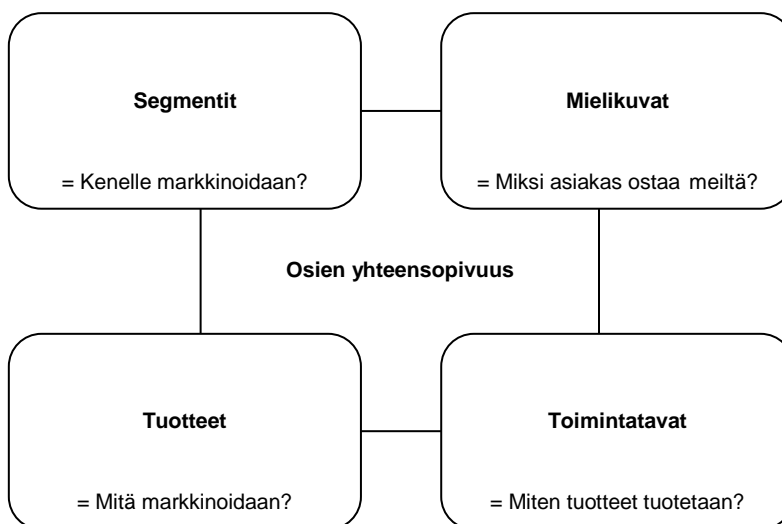 Segmentit
= Kenelle markkinoidaan?
Mielikuvat
= Miksi asiakas ostaa meiltä?
Osien yhteensopivuus
Tuotteet
= Mitä markkinoidaan?
Toimintatavat
= Miten tuotteet tuotetaan?